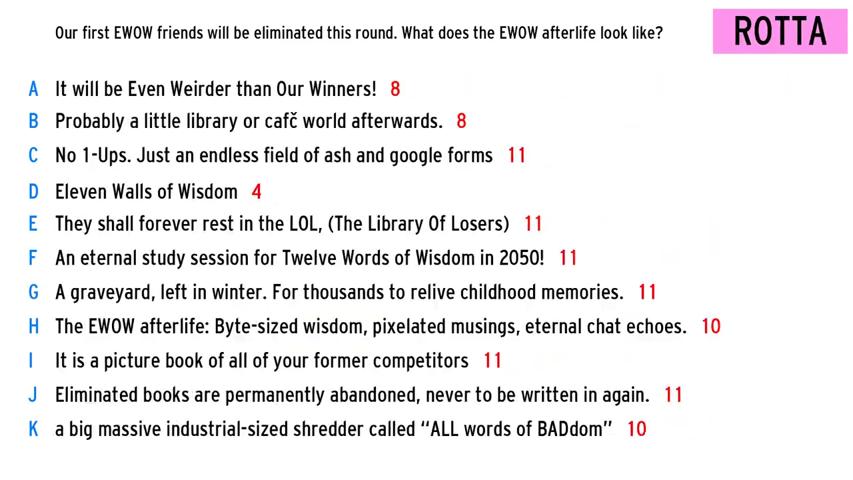 Our first EWOW friends will be eliminated this round. What does the EWOW afterlife look like?
ROTTA
A It will be Even Weirder than Our Winners! 8
B Probably a little library or cafč world afterwards. 8
C No 1-Ups. Just an endless field of ash and google forms 11
D Eleven Walls of Wisdom 4
E They shall forever rest in the LOL, (The Library Of Losers) 11
F An eternal study session for Twelve Words of Wisdom in 2050! 11
G A graveyard, left in winter. For thousands to relive childhood memories. 11
H The EWOW afterlife: Byte-sized wisdom, pixelated musings, eternal chat echoes. 10
I It is a picture book of all of your former competitors 11
J Eliminated books are permanently abandoned, never to be written in again. 11
K a big massive industrial-sized shredder called “ALL words of BADdom” 10